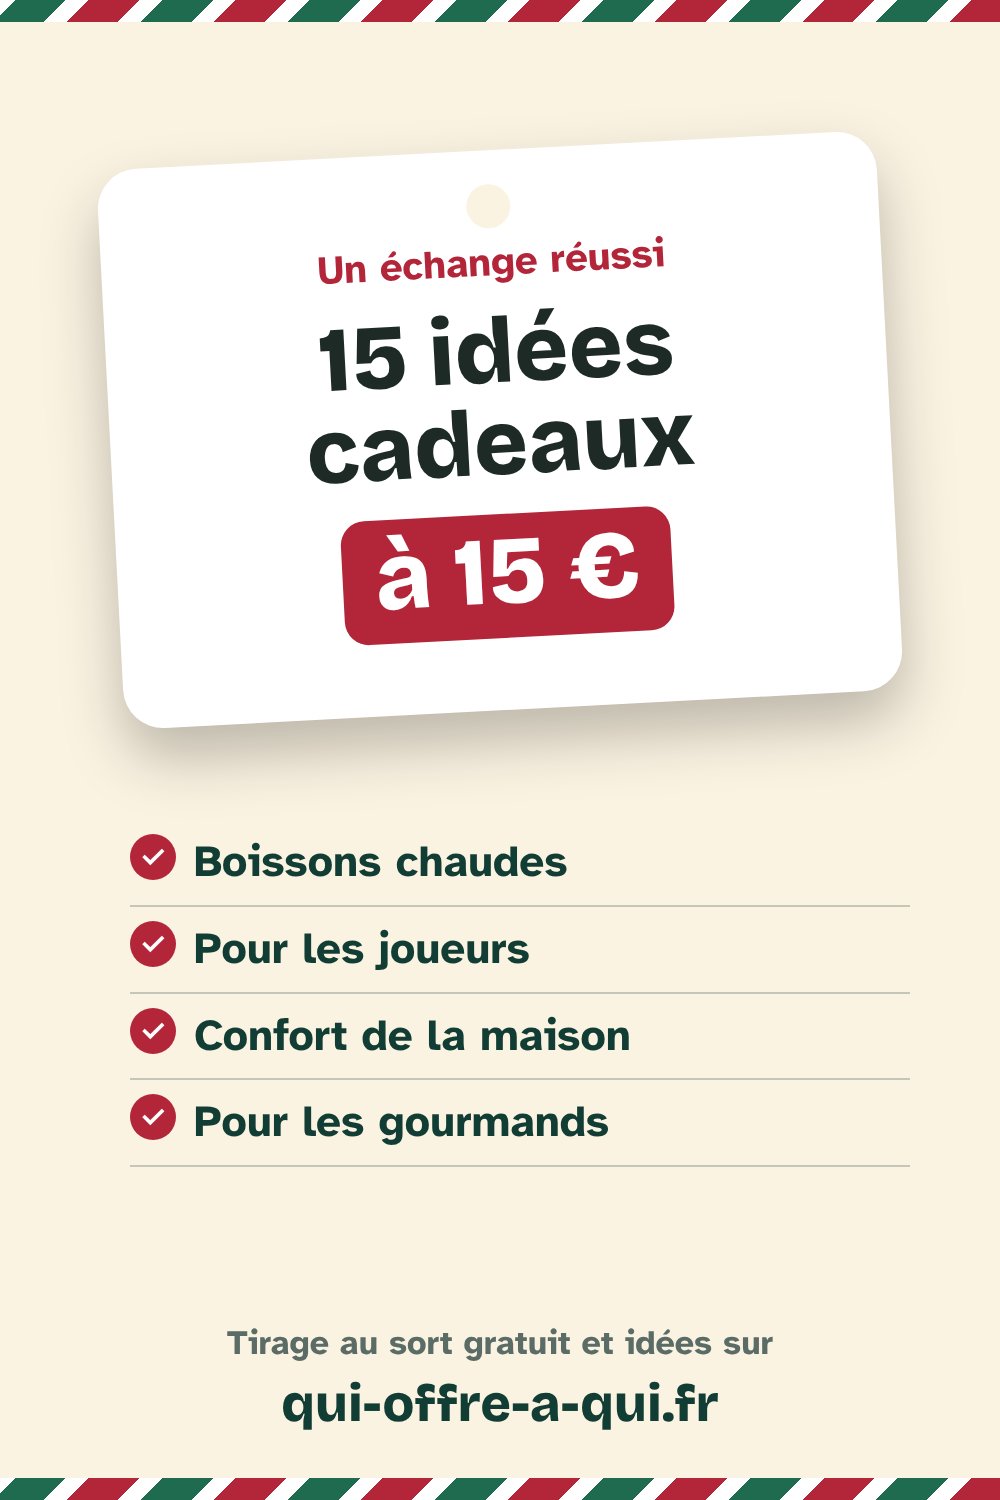 Un échange réussi
15 idées
cadeaux
à 15 €
Boissons chaudes
Pour les joueurs
Confort de la maison
Pour les gourmands
Tirage au sort gratuit et idées sur
qui-offre-a-qui.fr